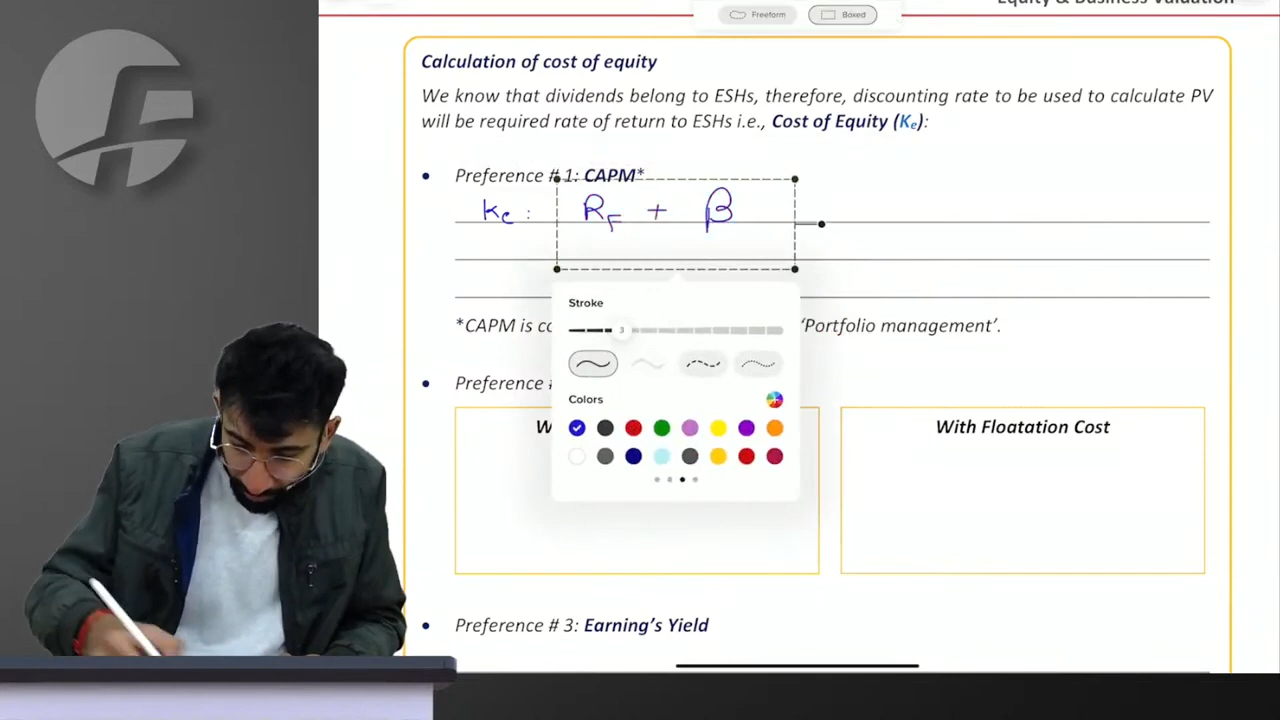 Equity & Business Valuation
Freeform
Boxed
Calculation of cost of equity
We know that dividends belong to ESHs, therefore, discounting rate to be used to calculate PV
will be required rate of return to ESHs i.e., Cost of Equity (Ke):
• Preference # 1: CAPM*
Ke : RF + β
Stroke
3
*CAPM is co
‘Portfolio management’.
• Preference #
Colors
W
With Floatation Cost
• Preference # 3: Earning’s Yield